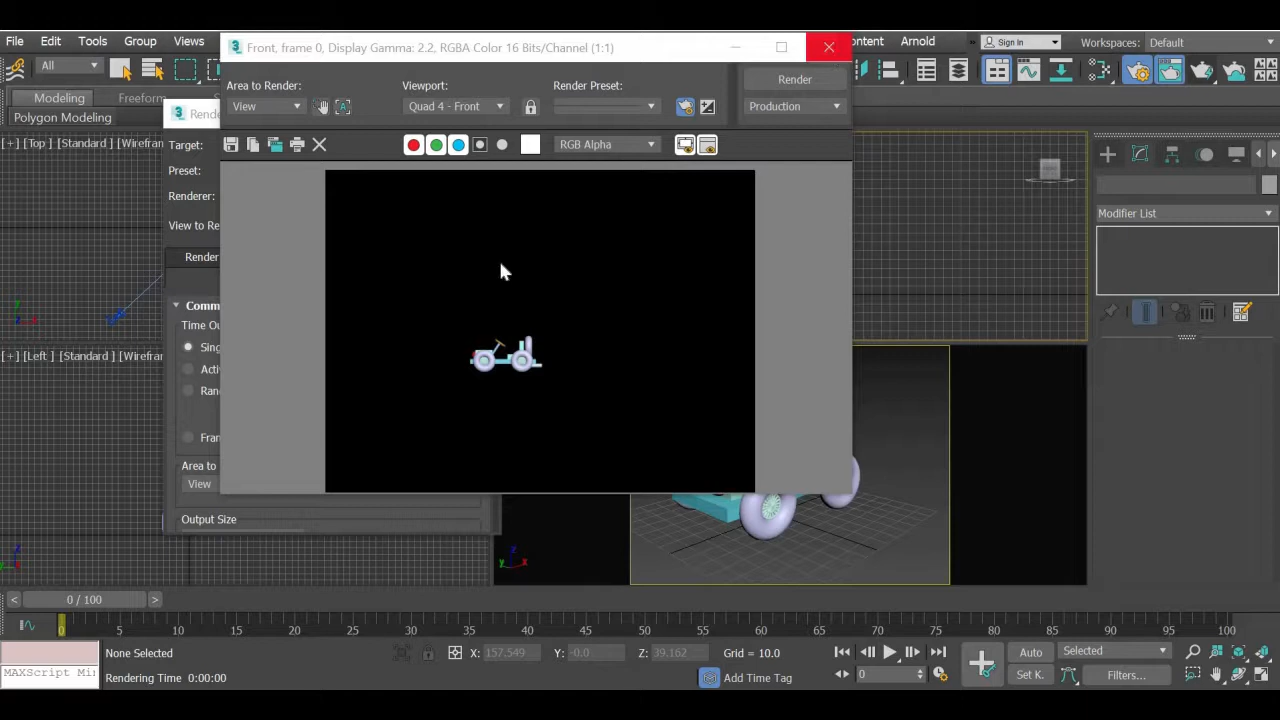 File Edit Tools Group Views
Front, frame 0, Display Gamma: 2.2, RGBA Color 16 Bits/Channel (1:1)
ontent Arnold
Sign In
Workspaces: Default
All
Area to Render:
Viewport:
Render Preset:
Render
View
Quad 4 - Front
Production
Modeling Freeform
Polygon Modeling
Rende
RGB Alpha
[+] [Top ] [Standard ] [Wirefram
[+] [Left ] [Standard ] [Wirefram
Target:
Preset:
Renderer:
View to Re
Render
Comm
Time Ou
Sing
Acti
Ran
Fram
Area to
View
Output Size
Modifier List
0 / 100
0 5 10 15 20 25 30 35 40 45 50 55 60 65 70 75 80 85 90 95 100
None Selected
X: 157.549 Y: -0.0 Z: 39.162 Grid = 10.0
Auto Selected
MAXScript Mi
Rendering Time 0:00:00
Add Time Tag
0
Set K. Filters...